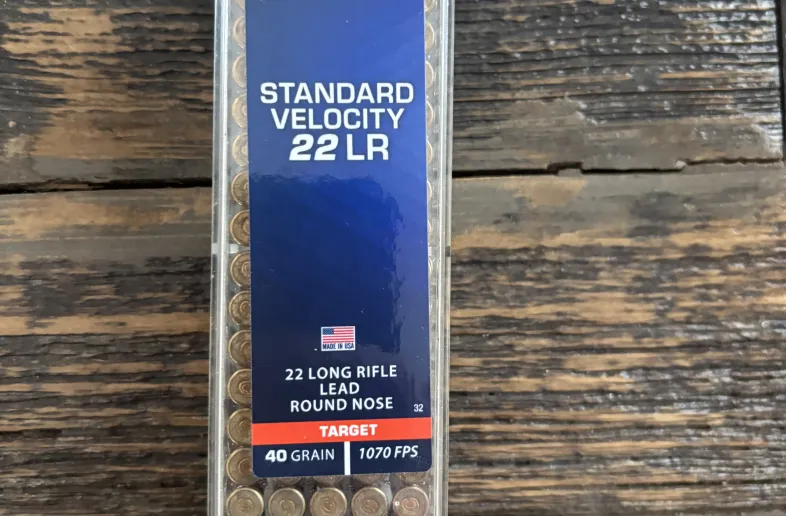 STANDARD
VELOCITY
22 LR
MADE IN USA
22 LONG RIFLE
LEAD
ROUND NOSE
32
TARGET
40 GRAIN 1070 FPS